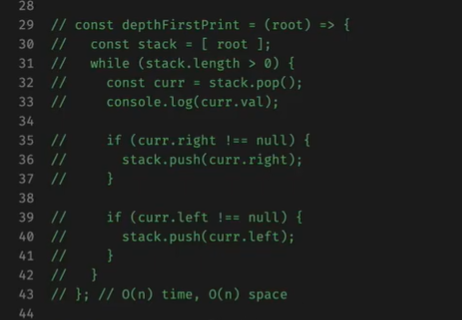 28
29 // const depthFirstPrint = (root) => {
30 //   const stack = [ root ];
31 //   while (stack.length > 0) {
32 //     const curr = stack.pop();
33 //     console.log(curr.val);
34
35 //     if (curr.right !== null) {
36 //       stack.push(curr.right);
37 //     }
38
39 //     if (curr.left !== null) {
40 //       stack.push(curr.left);
41 //     }
42 //   }
43 // }; // O(n) time, O(n) space
44